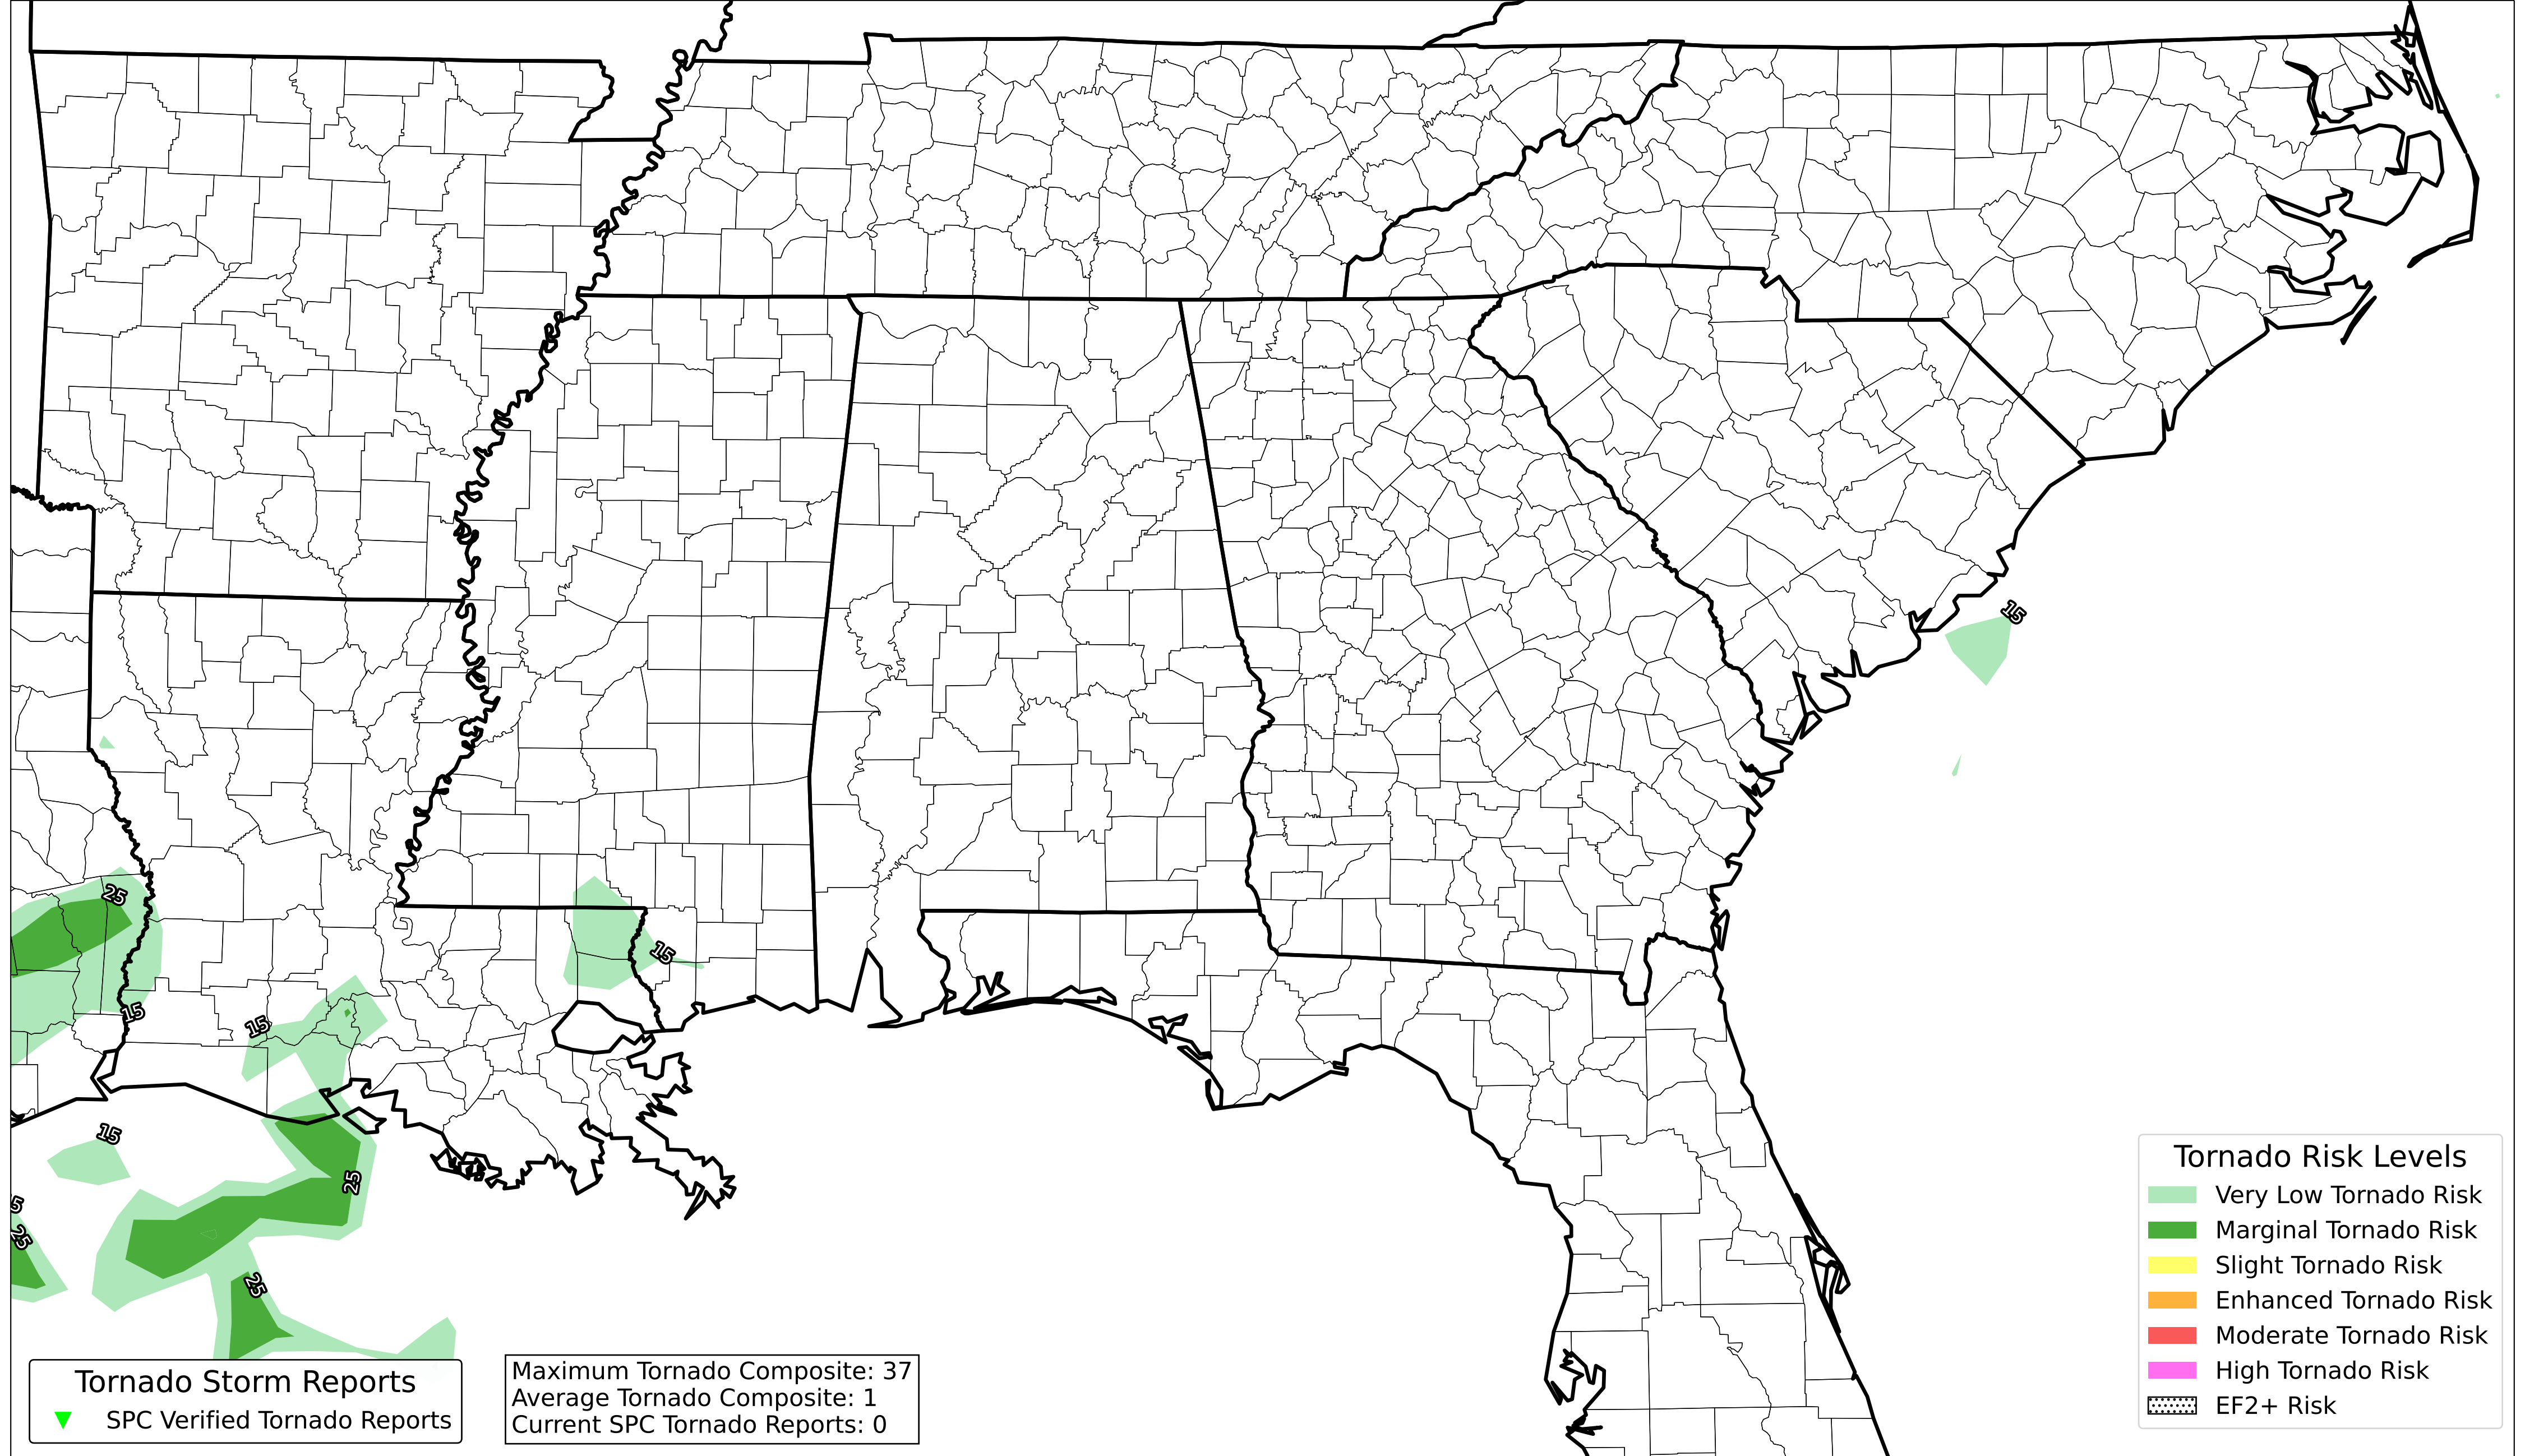 15
25
15
15
15
15
25
5
25
25
Tornado Storm Reports
SPC Verified Tornado Reports
Maximum Tornado Composite: 37
Average Tornado Composite: 1
Current SPC Tornado Reports: 0
Tornado Risk Levels
Very Low Tornado Risk
Marginal Tornado Risk
Slight Tornado Risk
Enhanced Tornado Risk
Moderate Tornado Risk
High Tornado Risk
EF2+ Risk